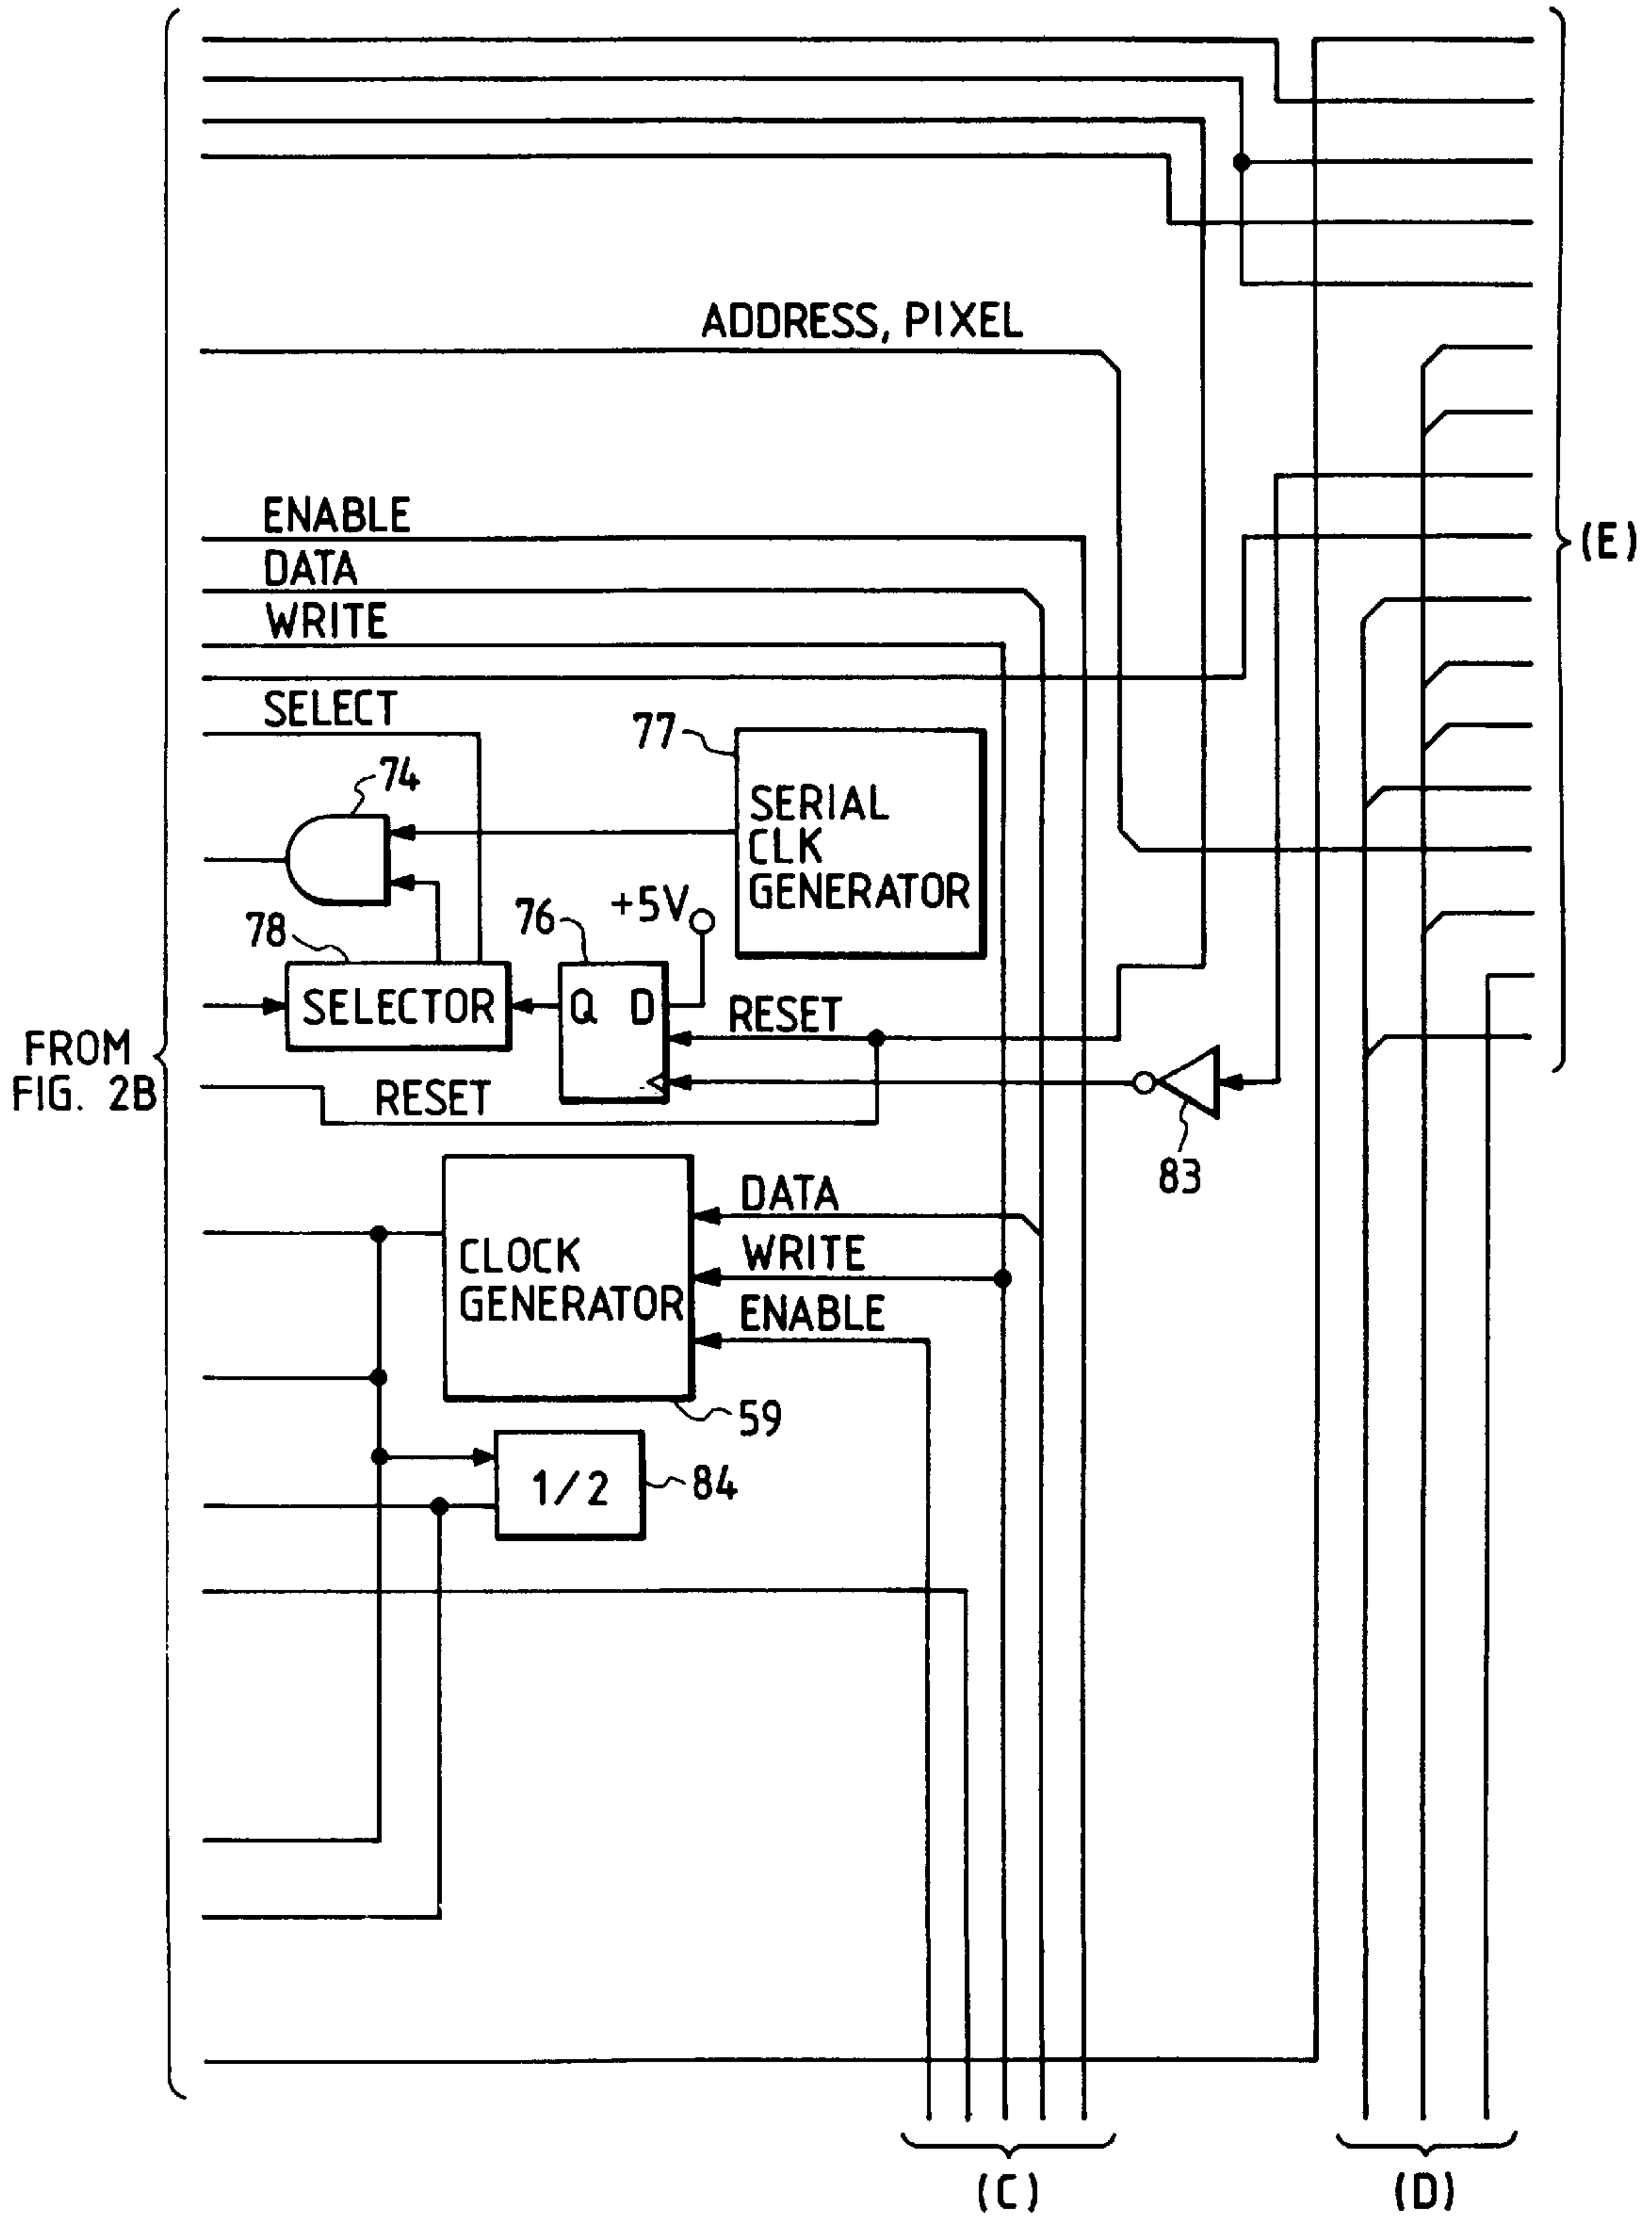 ADDRESS, PIXEL
ENABLE
(E)
DATA
WRITE
SELECT
77
74
SERIAL
CLK
GENERATOR
+5V
76
78
SELECTOR
Q D
RESET
FROM
FIG. 2B
RESET
83
DATA
WRITE
CLOCK
GENERATOR
ENABLE
59
1/2
84
(C)
(D)